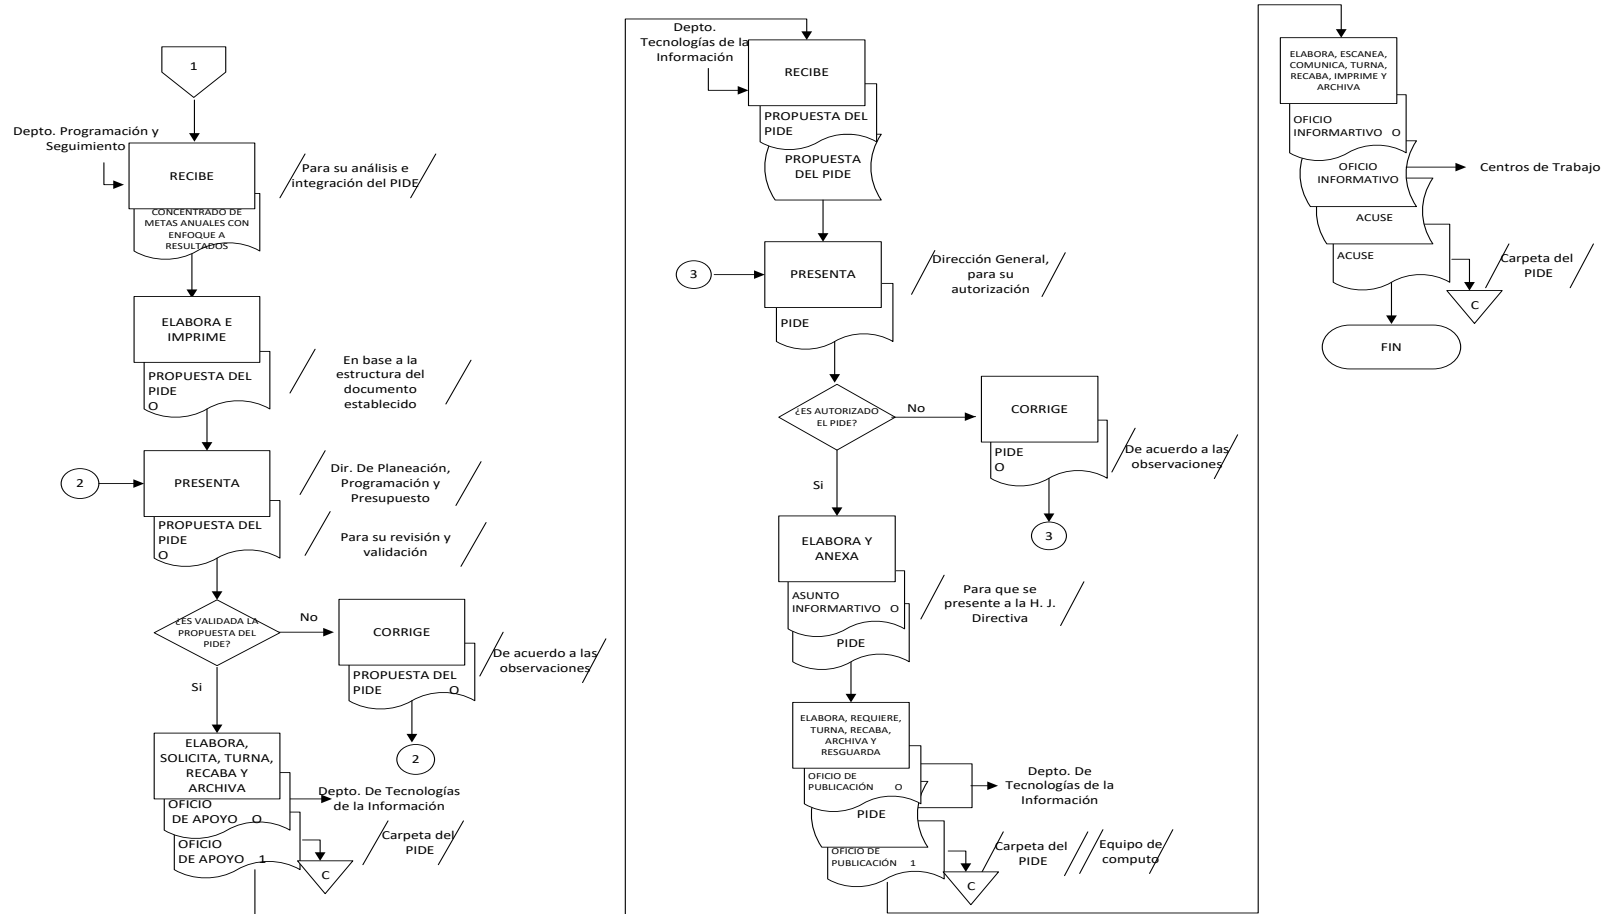 1
Depto. Programación y
Seguimiento
RECIBE
Para su análisis e
integración del PIDE
CONCENTRADO DE
METAS ANUALES CON
ENFOQUE A
RESULTADOS
ELABORA E
IMPRIME
PROPUESTA DEL
PIDE
O
En base a la
estructura del
documento
establecido
2
PRESENTA
Dir. De Planeación,
Programación y
Presupuesto
PROPUESTA DEL
PIDE
O
Para su revisión y
validación
¿ES VALIDADA LA
PROPUESTA DEL
PIDE?
No
CORRIGE
De acuerdo a las
observaciones
PROPUESTA DEL
PIDE O
2
Si
ELABORA,
SOLICITA, TURNA,
RECABA Y
ARCHIVA
OFICIO
DE APOYO O
Depto. De Tecnologías
de la Información
OFICIO
DE APOYO 1
Carpeta del
PIDE
C
Depto.
Tecnologías de la
Información
RECIBE
PROPUESTA DEL
PIDE
PROPUESTA
DEL PIDE
3
PRESENTA
Dirección General,
para su
autorización
PIDE
¿ES AUTORIZADO
EL PIDE?
No
CORRIGE
PIDE
O
De acuerdo a las
observaciones
3
Si
ELABORA Y
ANEXA
ASUNTO
INFORMARTIVO O
Para que se
presente a la H. J.
Directiva
PIDE
ELABORA, REQUIERE,
TURNA, RECABA,
ARCHIVA Y
RESGUARDA
OFICIO DE
PUBLICACIÓN O
Depto. De
Tecnologías de la
Información
PIDE
OFICIO DE
PUBLICACIÓN 1
Carpeta del
PIDE
Equipo de
computo
C
ELABORA, ESCANEA,
COMUNICA, TURNA,
RECABA, IMPRIME Y
ARCHIVA
OFICIO
INFORMARTIVO O
OFICIO
INFORMATIVO
Centros de Trabajo
ACUSE
ACUSE
Carpeta del
PIDE
C
FIN